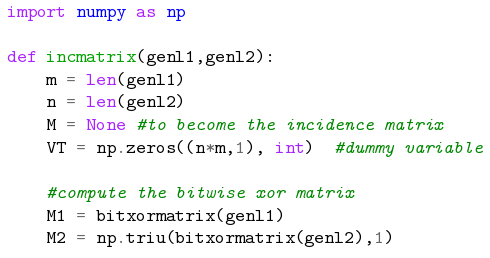 import numpy as np
def incmatrix(genl1,genl2):
m = len(genl1)
n = len(genl2)
M = None #to become the incidence matrix
VT = np.zeros((n*m,1), int) #dummy variable
#compute the bitwise xor matrix
M1 = bitxormatrix(genl1)
M2 = np.triu(bitxormatrix(genl2),1)